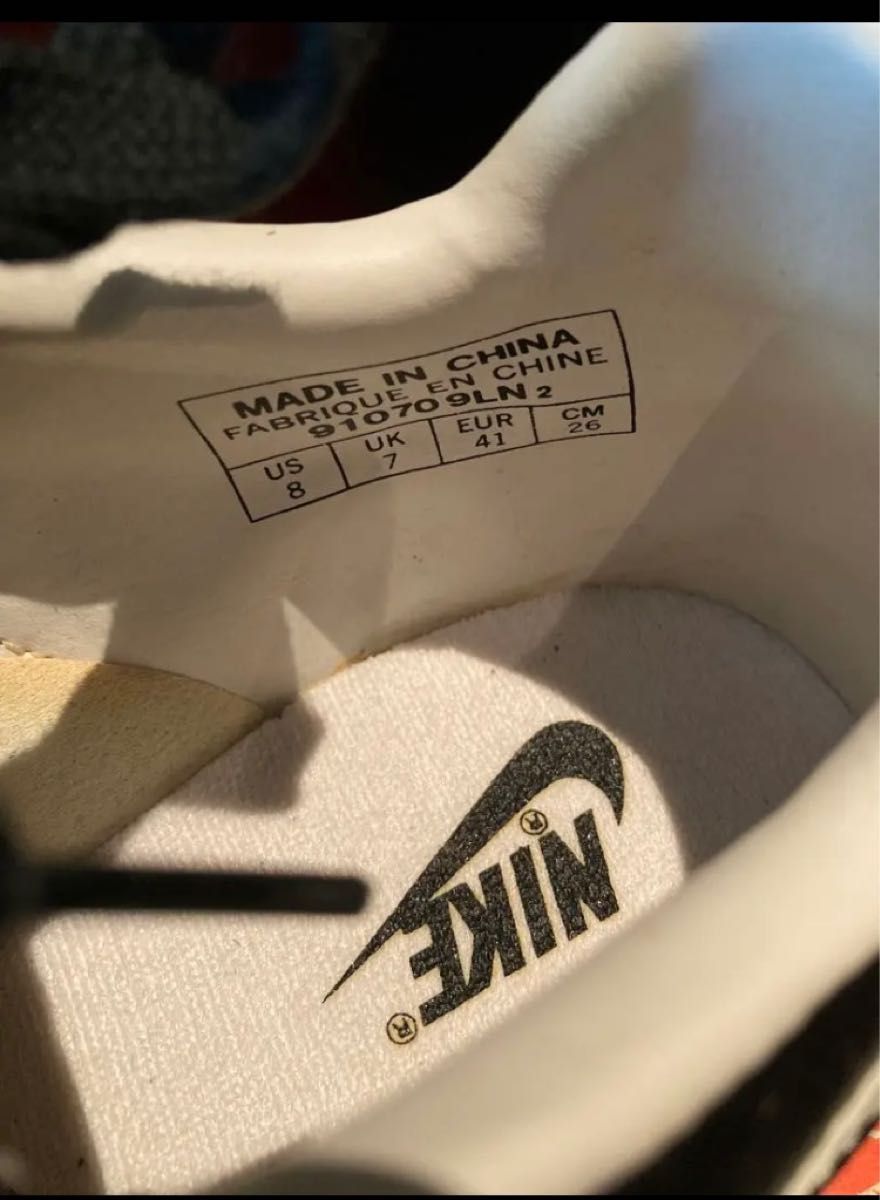 MADE IN CHINA
FABRIQUE EN CHINE
910709LN2
US UK EUR CM
8 7 41 26
®
NIKE®